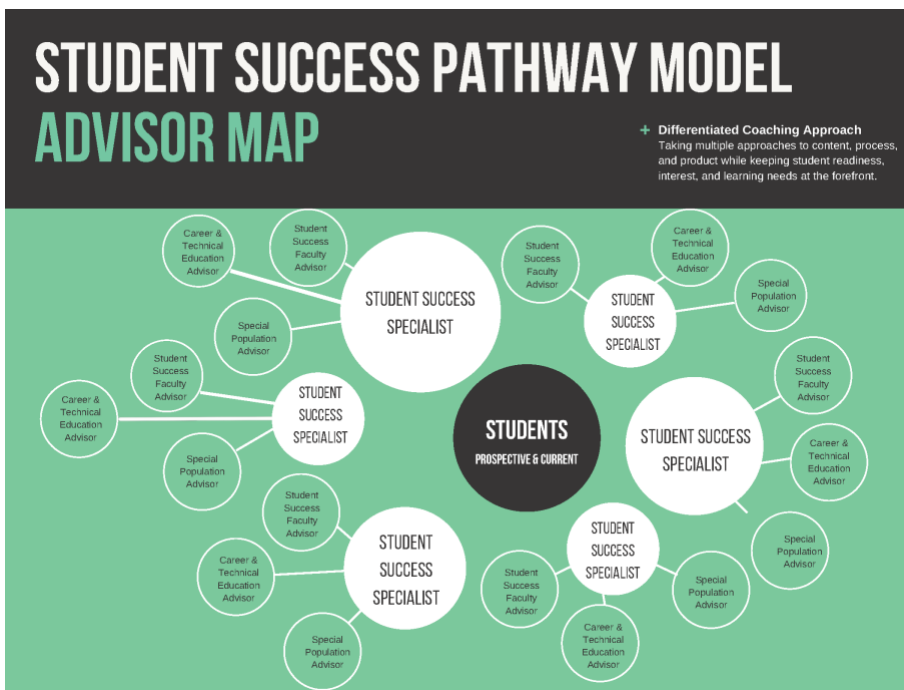 STUDENT SUCCESS PATHWAY MODEL
ADVISOR MAP
+ Differentiated Coaching Approach
Taking multiple approaches to content, process,
and product while keeping student readiness,
interest, and learning needs at the forefront.
Career &
Technical
Education
Advisor
Student
Success
Faculty
Advisor
STUDENT SUCCESS
SPECIALIST
Special
Population
Advisor
Student
Success
Faculty
Advisor
Career &
Technical
Education
Advisor
STUDENT
SUCCESS
SPECIALIST
Special
Population
Advisor
Student
Success
Faculty
Advisor
Career &
Technical
Education
Advisor
STUDENT
SUCCESS
SPECIALIST
Special
Population
Advisor
STUDENTS
PROSPECTIVE & CURRENT
STUDENT SUCCESS
SPECIALIST
Student
Success
Faculty
Advisor
Career &
Technical
Education
Advisor
Special
Population
Advisor
Student
Success
Faculty
Advisor
Career &
Technical
Education
Advisor
STUDENT
SUCCESS
SPECIALIST
Special
Population
Advisor
STUDENT
SUCCESS
SPECIALIST
Student
Success
Faculty
Advisor
Career &
Technical
Education
Advisor
Special
Population
Advisor